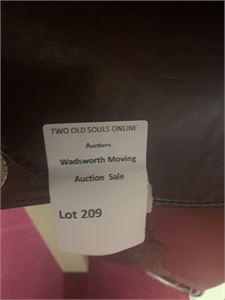 TWO OLD SOULS ONLINE
Auctions
Wadsworth Moving
Auction Sale
Lot 209